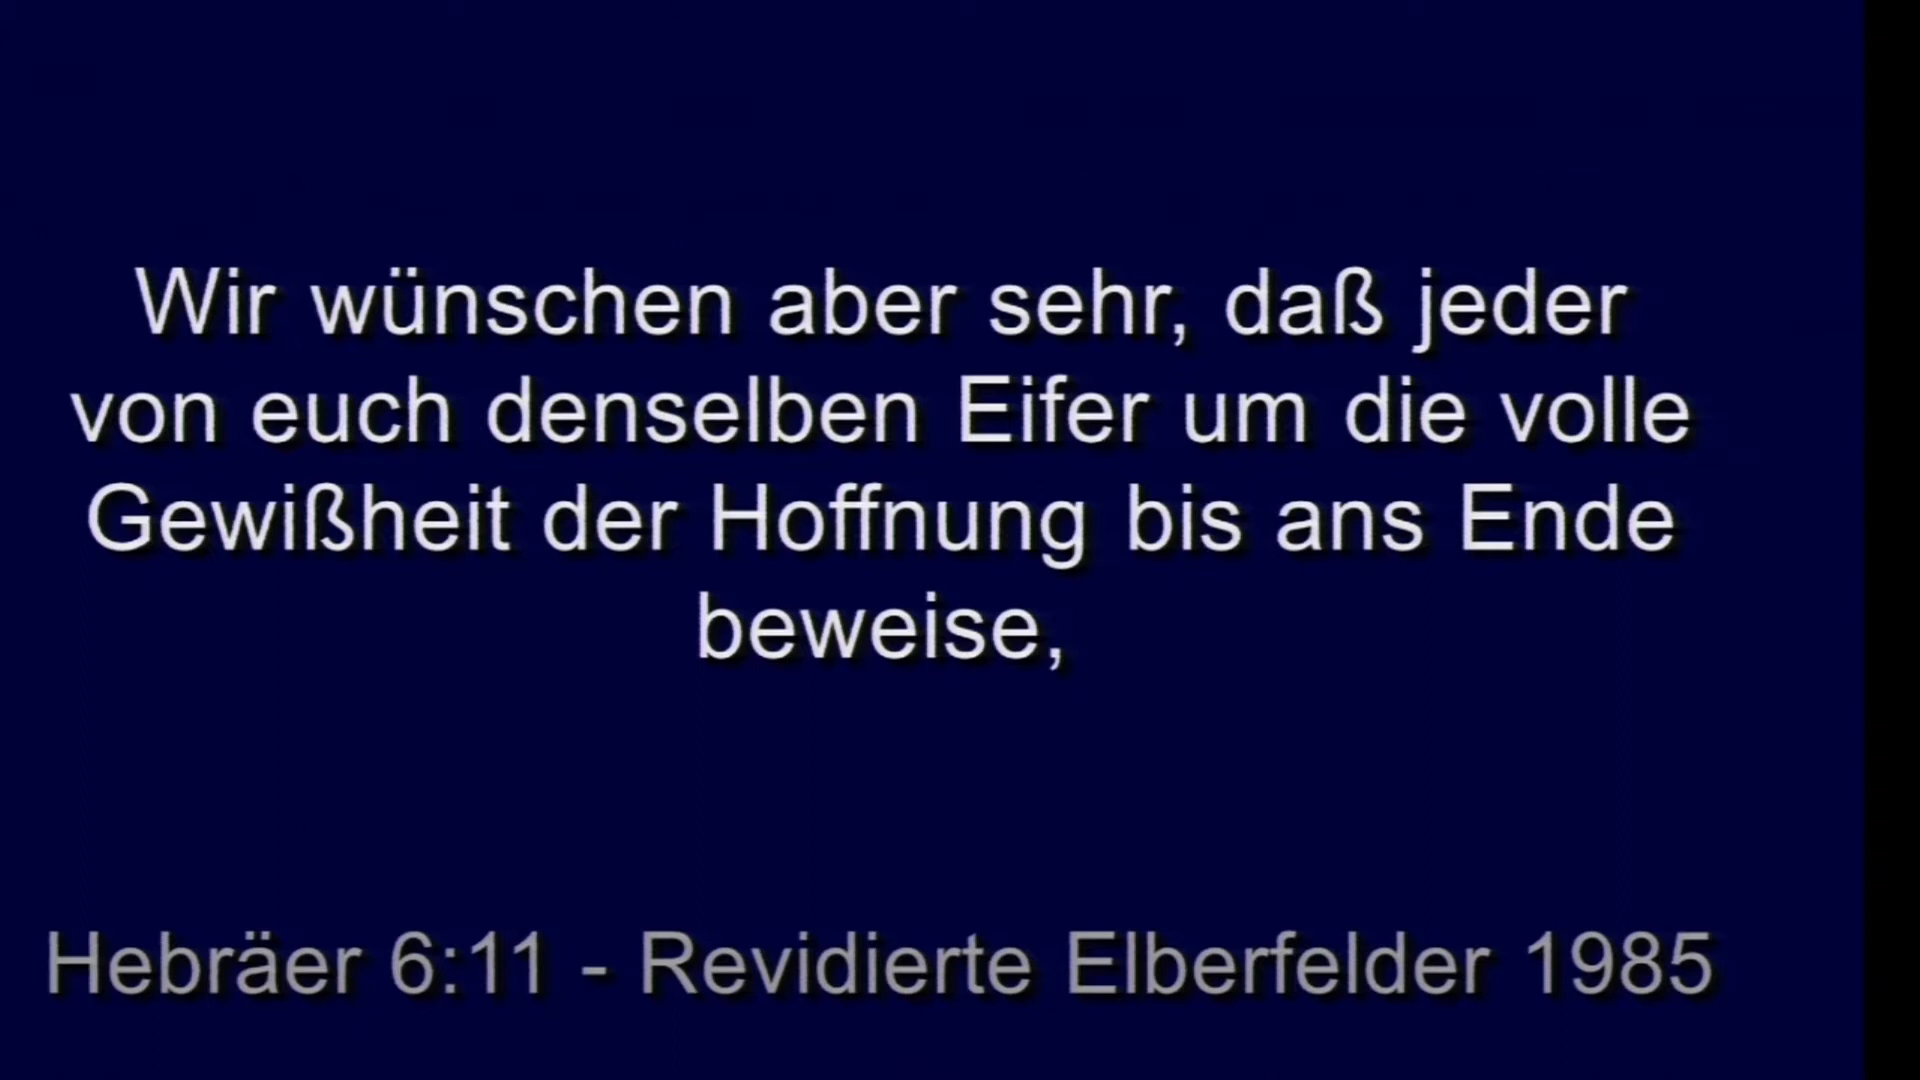 Wir wünschen aber sehr, daß jeder
von euch denselben Eifer um die volle
Gewißheit der Hoffnung bis ans Ende
beweise,
Hebräer 6:11 - Revidierte Elberfelder 1985